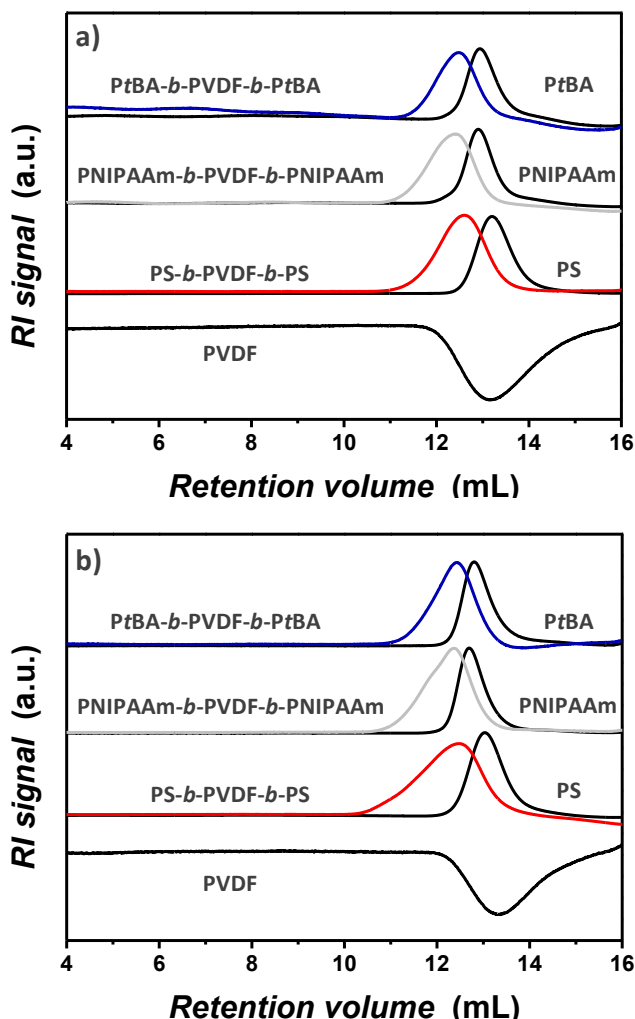 a)
PtBA-b-PVDF-b-PtBA
PtBA
PNIPAAm-b-PVDF-b-PNIPAAm
PNIPAAm
PS-b-PVDF-b-PS
PS
PVDF
RI signal (a.u.)
4 6 8 10 12 14 16
Retention volume (mL)
b)
PtBA-b-PVDF-b-PtBA
PtBA
PNIPAAm-b-PVDF-b-PNIPAAm
PNIPAAm
PS-b-PVDF-b-PS
PS
PVDF
RI signal (a.u.)
4 6 8 10 12 14 16
Retention volume (mL)